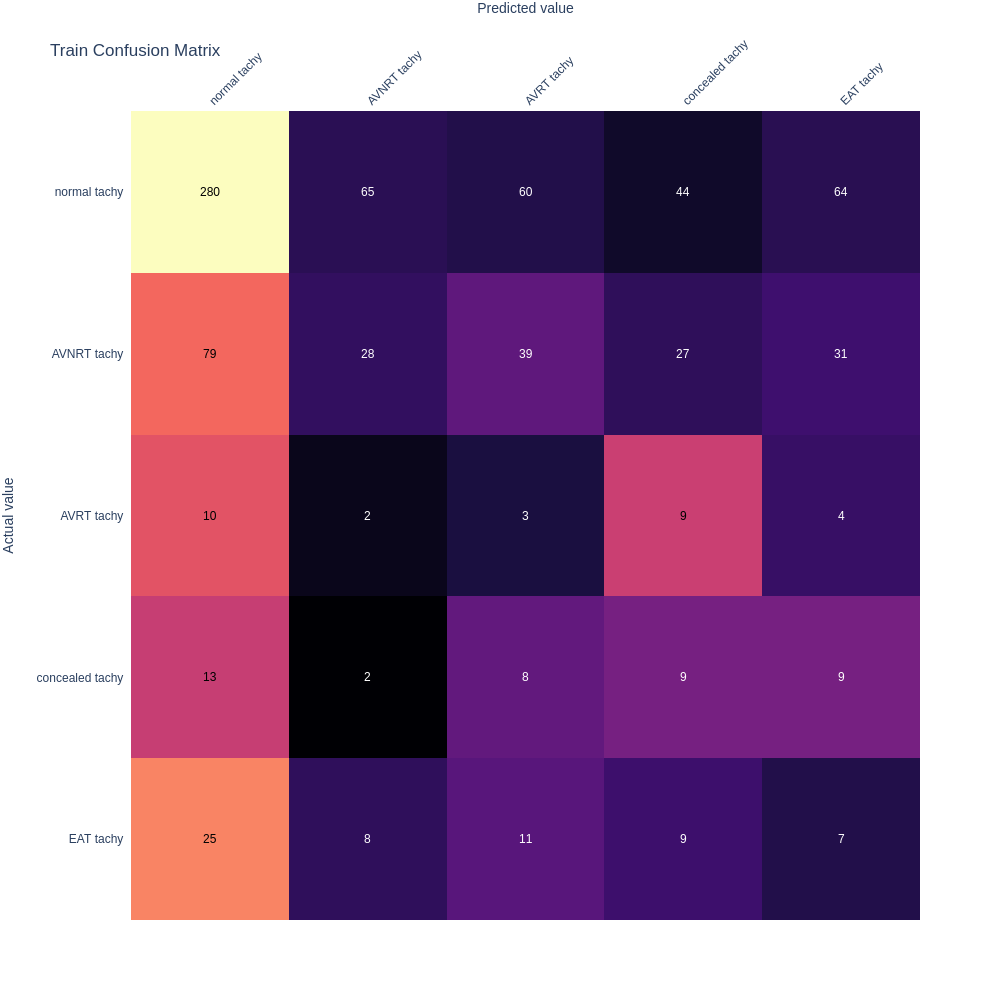 Predicted value
Train Confusion Matrix
normal tachy
AVNRT tachy
AVRT tachy
concealed tachy
EAT tachy
Actual value
normal tachy 280 65 60 44 64
AVNRT tachy 79 28 39 27 31
AVRT tachy 10 2 3 9 4
concealed tachy 13 2 8 9 9
EAT tachy 25 8 11 9 7